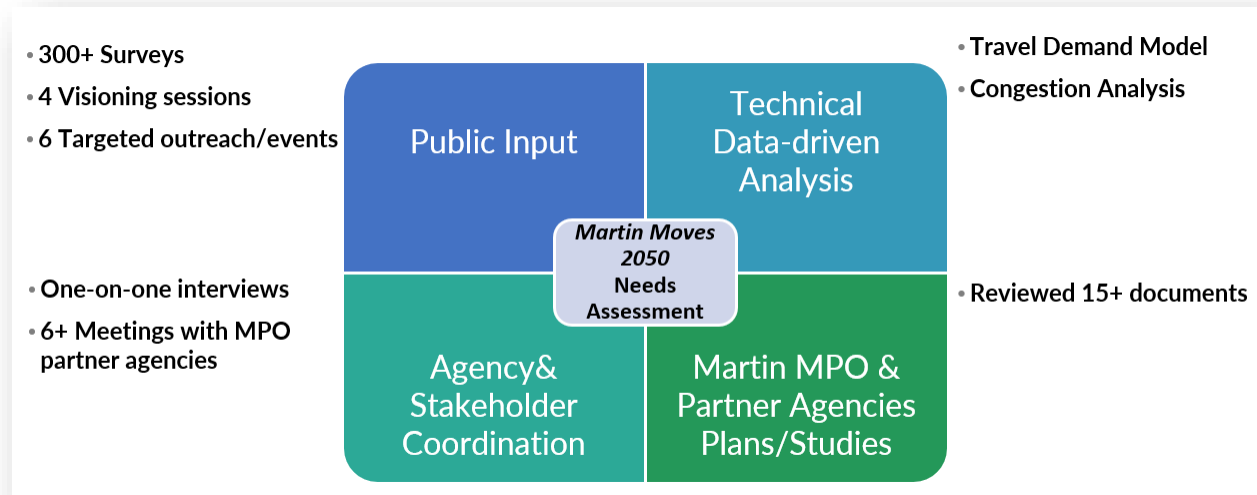 • 300+ Surveys
• 4 Visioning sessions
• 6 Targeted outreach/events
Public Input
Technical
Data-driven
Analysis
• Travel Demand Model
• Congestion Analysis
Martin Moves
2050
Needs
Assessment
• One-on-one interviews
• 6+ Meetings with MPO
partner agencies
Agency&
Stakeholder
Coordination
Martin MPO &
Partner Agencies
Plans/Studies
• Reviewed 15+ documents